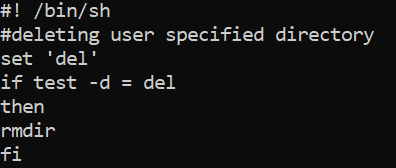 #! /bin/sh
#deleting user specified directory
set 'del'
if test -d = del
then
rmdir
fi